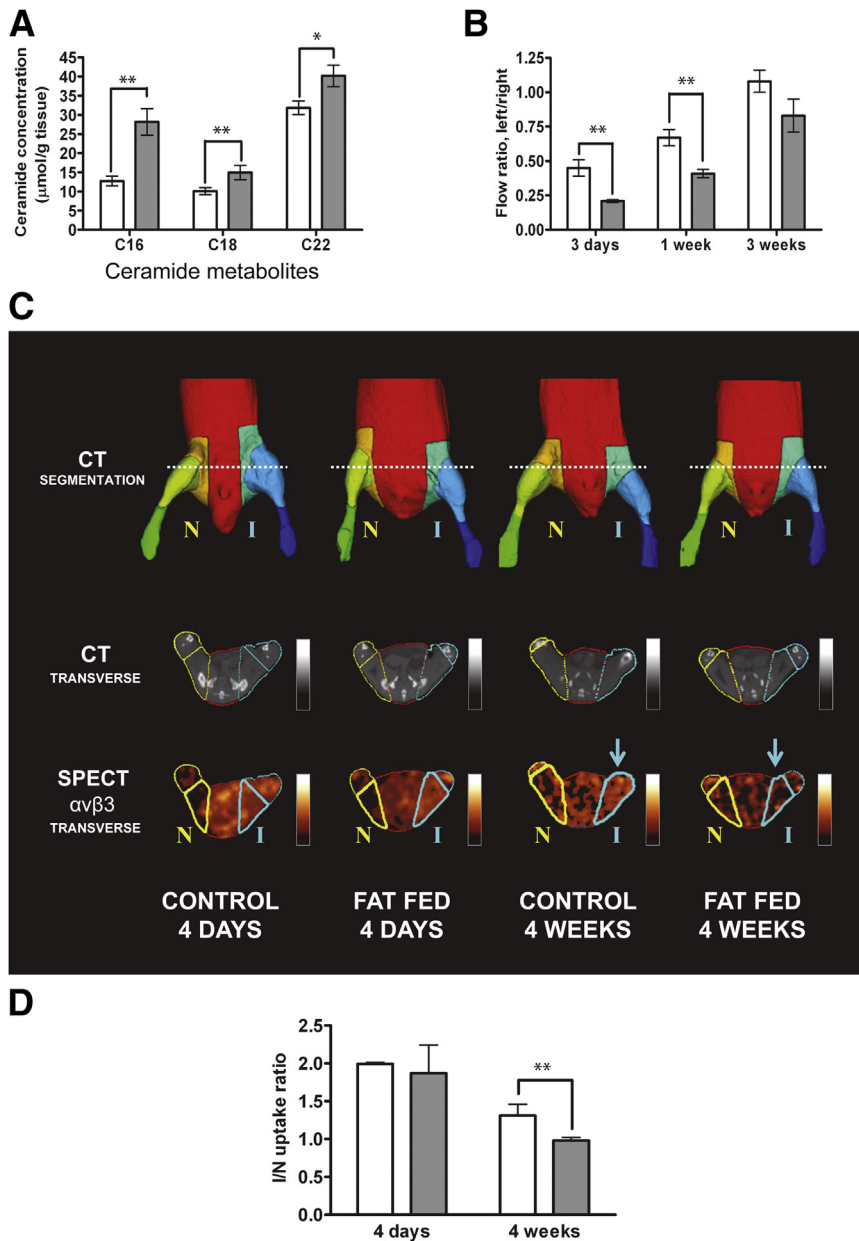 A
Ceramide concentration
(μmol/g tissue)
45
40
35
30
25
20
15
10
5
0
**
**
*
C16 C18 C22
Ceramide metabolites
B
Flow ratio, left/right
1.25
1.00
0.75
0.50
0.25
0.00
**
**
3 days 1 week 3 weeks
C
CT
SEGMENTATION
N I N I N I N I
CT
TRANSVERSE
SPECT
αvβ3
TRANSVERSE
N I N I N I N I
CONTROL FAT FED CONTROL FAT FED
4 DAYS 4 DAYS 4 WEEKS 4 WEEKS
D
I/N uptake ratio
2.5
2.0
1.5
1.0
0.5
0.0
**
4 days 4 weeks